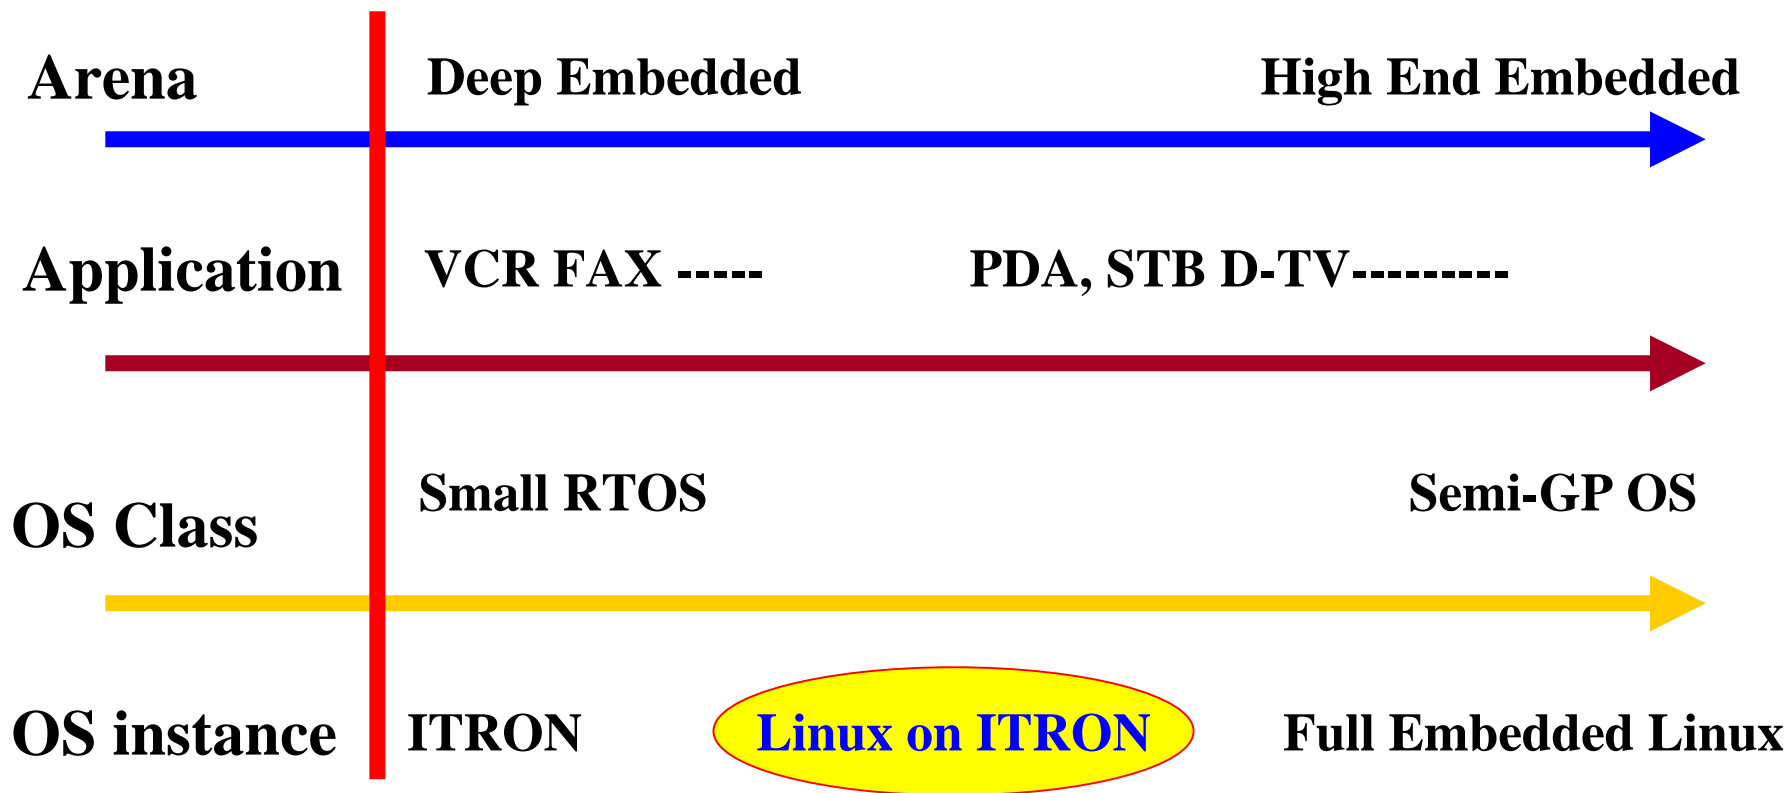 Arena Deep Embedded High End Embedded
Application VCR FAX ----- PDA, STB D-TV---------
Small RTOS Semi-GP OS
OS Class
OS instance ITRON Linux on ITRON Full Embedded Linux